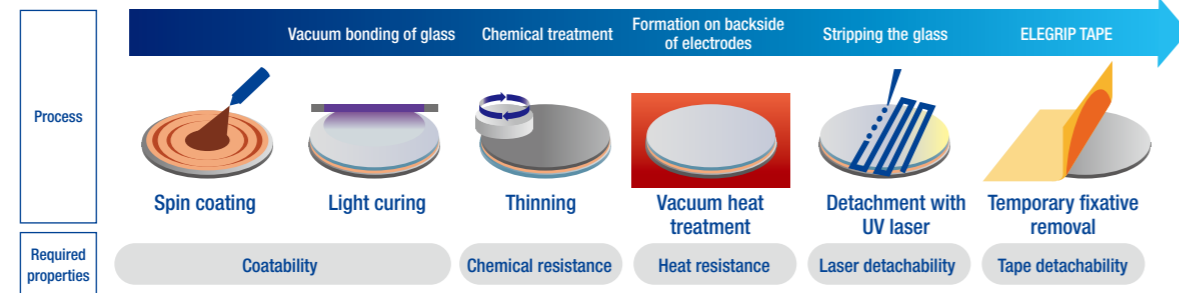 Vacuum bonding of glass
Chemical treatment
Formation on backside
of electrodes
Stripping the glass
ELEGRIP TAPE
Process
Spin coating
Light curing
Thinning
Vacuum heat
treatment
Detachment with
UV laser
Temporary fixative
removal
Required
properties
Coatability
Chemical resistance
Heat resistance
Laser detachability
Tape detachability